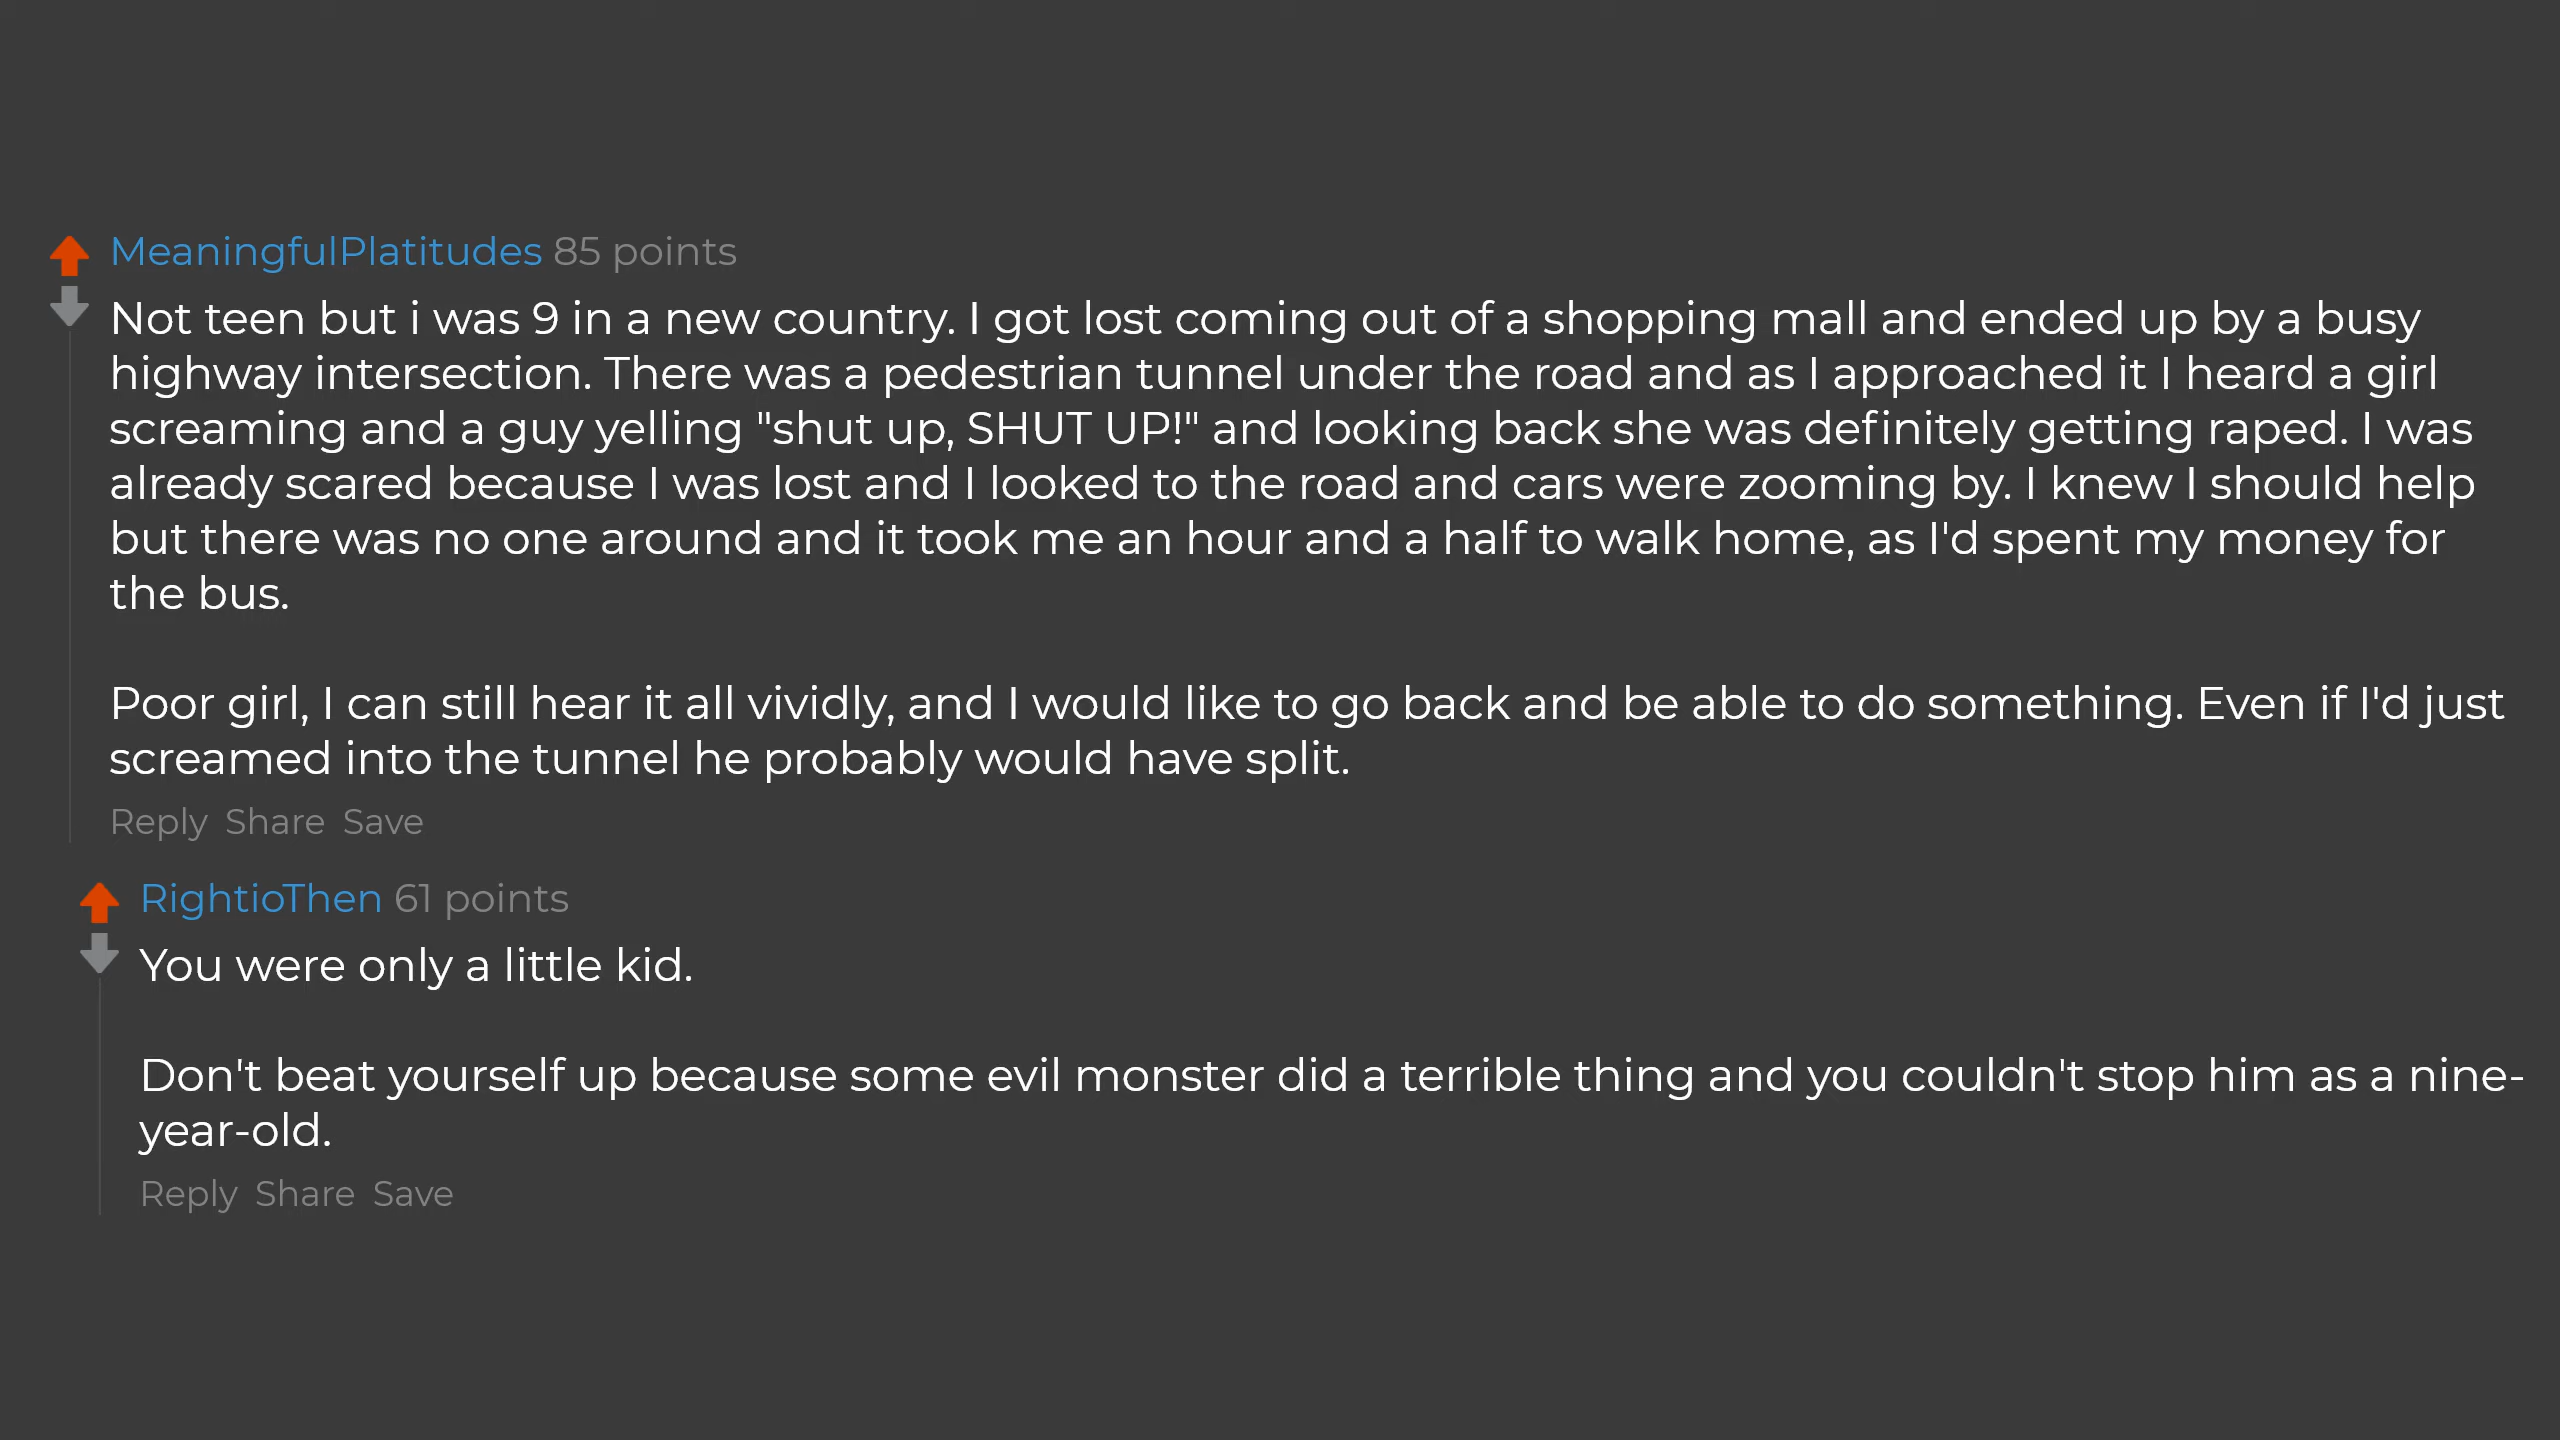 MeaningfulPlatitudes 85 points
Not teen but i was 9 in a new country. I got lost coming out of a shopping mall and ended up by a busy
highway intersection. There was a pedestrian tunnel under the road and as I approached it I heard a girl
screaming and a guy yelling "shut up, SHUT UP!" and looking back she was definitely getting raped. I was
already scared because I was lost and I looked to the road and cars were zooming by. I knew I should help
but there was no one around and it took me an hour and a half to walk home, as I'd spent my money for
the bus.
Poor girl, I can still hear it all vividly, and I would like to go back and be able to do something. Even if I'd just
screamed into the tunnel he probably would have split.
Reply Share Save
RightioThen 61 points
You were only a little kid.
Don't beat yourself up because some evil monster did a terrible thing and you couldn't stop him as a nine-
year-old.
Reply Share Save